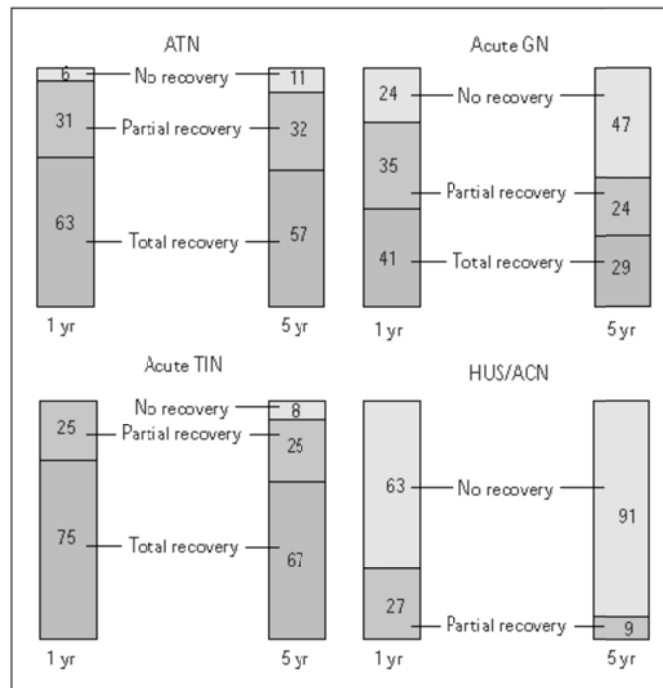 ATN
6
No recovery
11
31
Partial recovery
32
63
Total recovery
57
1 yr
5 yr
Acute GN
24
No recovery
47
35
Partial recovery
24
41
Total recovery
29
1 yr
5 yr
Acute TIN
No recovery
8
25
Partial recovery
25
75
Total recovery
67
1 yr
5 yr
HUS/ACN
63
No recovery
91
27
Partial recovery
9
1 yr
5 yr